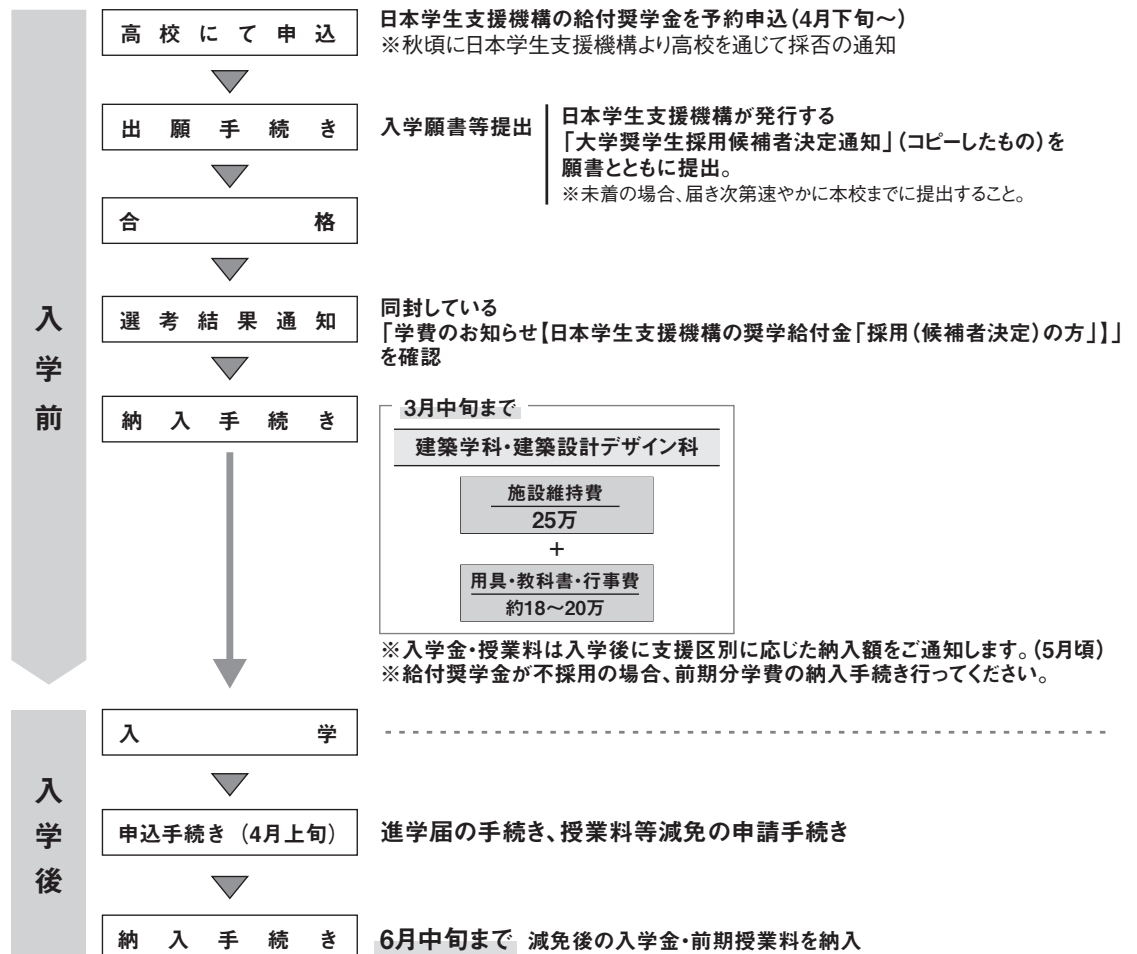 入学前
高校にて申込
日本学生支援機構の給付奨学金を予約申込（4月下旬〜）
※秋頃に日本学生支援機構より高校を通じて採否の通知
出願手続き
入学願書等提出
日本学生支援機構が発行する
「大学奨学生採用候補者決定通知」（コピーしたもの）を
願書とともに提出。
※未着の場合、届き次第速やかに本校までに提出すること。
合格
選考結果通知
同封している
「学費のお知らせ【日本学生支援機構の奨学給付金「採用（候補者決定）の方」】」
を確認
納入手続き
3月中旬まで
建築学科・建築設計デザイン科
施設維持費
25万
+
用具・教科書・行事費
約18〜20万
※入学金・授業料は入学後に支援区別に応じた納入額をご通知します。（5月頃）
※給付奨学金が不採用の場合、前期分学費の納入手続き行ってください。
入学後
入学
申込手続き（4月上旬）
進学届の手続き、授業料等減免の申請手続き
納入手続き
6月中旬まで 減免後の入学金・前期授業料を納入